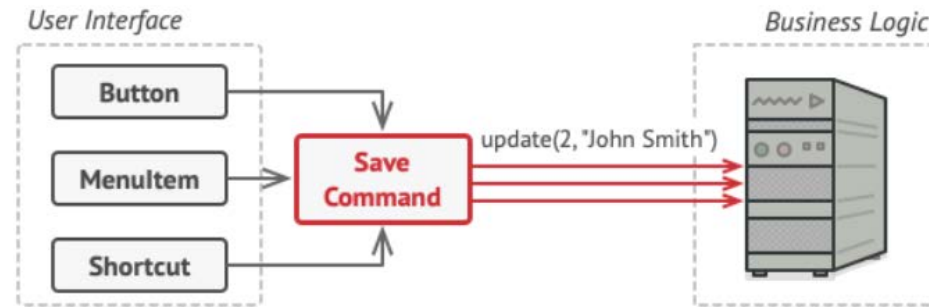 User Interface
Business Logic
Button
update(2, "John Smith")
Save
Command
MenuItem
Shortcut